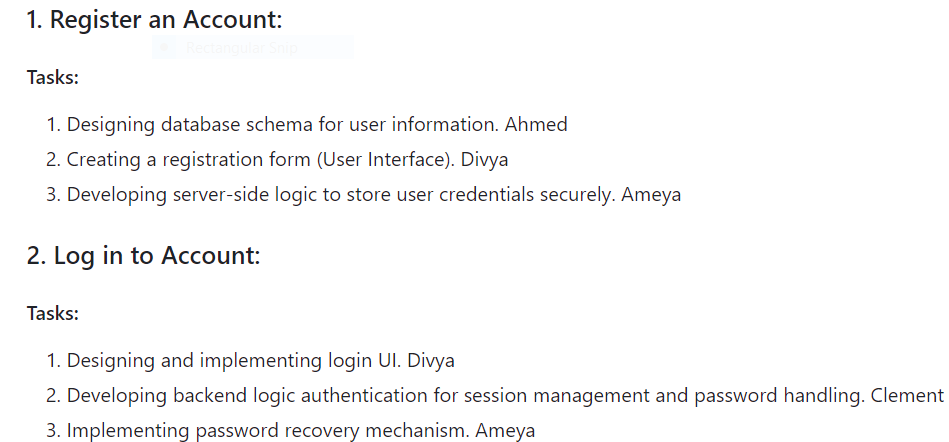 1. Register an Account:
Rectangular Snip
Tasks:
1. Designing database schema for user information. Ahmed
2. Creating a registration form (User Interface). Divya
3. Developing server-side logic to store user credentials securely. Ameya
2. Log in to Account:
Tasks:
1. Designing and implementing login UI. Divya
2. Developing backend logic authentication for session management and password handling. Clement
3. Implementing password recovery mechanism. Ameya